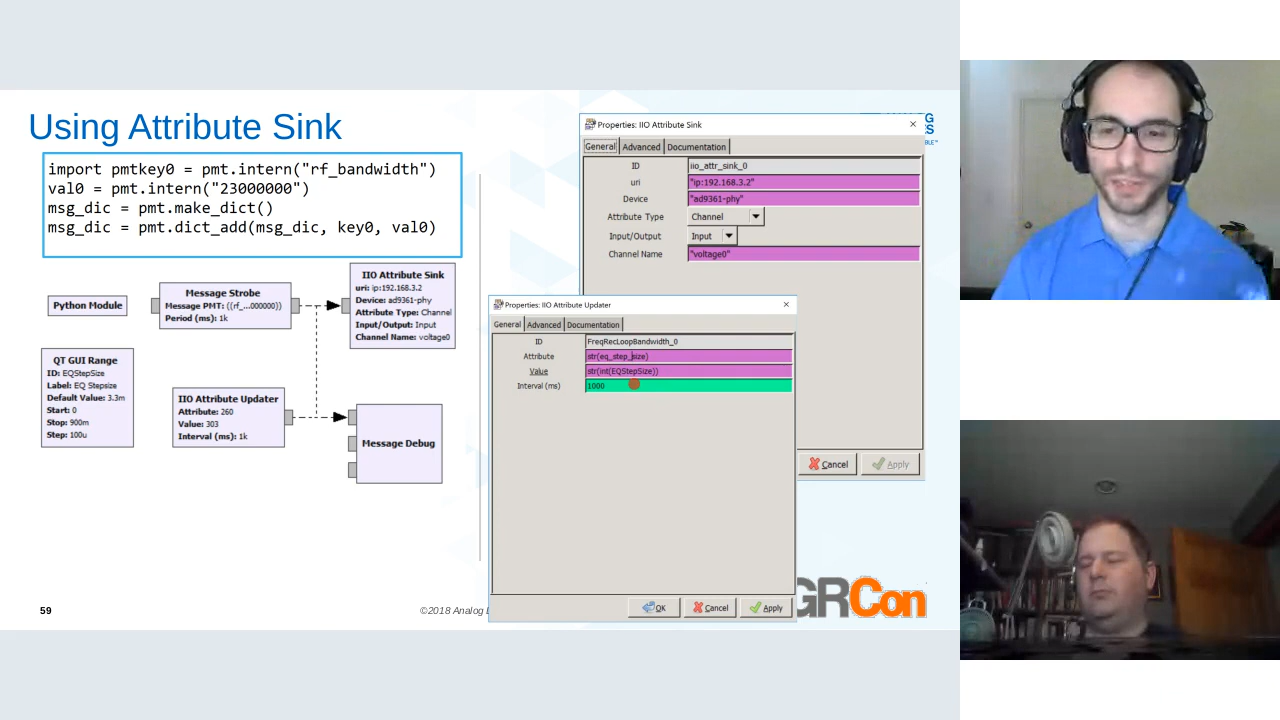 Using Attribute Sink
import pmtkey0 = pmt.intern("rf_bandwidth")
val0 = pmt.intern("23000000")
msg_dic = pmt.make_dict()
msg_dic = pmt.dict_add(msg_dic, key0, val0)
Python Module
Message Strobe
Message PMT: ((rf_...000000))
Period (ms): 1k
IIO Attribute Sink
uri: ip:192.168.3.2
Device: ad9361-phy
Attribute Type: Channel
Input/Output: Input
Channel Name: voltage0
QT GUI Range
ID: EQStepSize
Label: EQ Stepsize
Default Value: 3.3m
Start: 0
Stop: 900m
Step: 100u
IIO Attribute Updater
Attribute: 260
Value: 303
Interval (ms): 1k
Message Debug
Properties: IIO Attribute Sink
General Advanced Documentation
ID iio_attr_sink_0
uri "ip:192.168.3.2"
Device "ad9361-phy"
Attribute Type Channel
Input/Output Input
Channel Name "voltage0"
Cancel Apply
Properties: IIO Attribute Updater
General Advanced Documentation
ID FreqRecLoopBandwidth_0
Attribute str(eq_step_size)
Value str(int(EQStepSize))
Interval (ms) 1000
OK Cancel Apply
59
©2018 Analog
GRCon